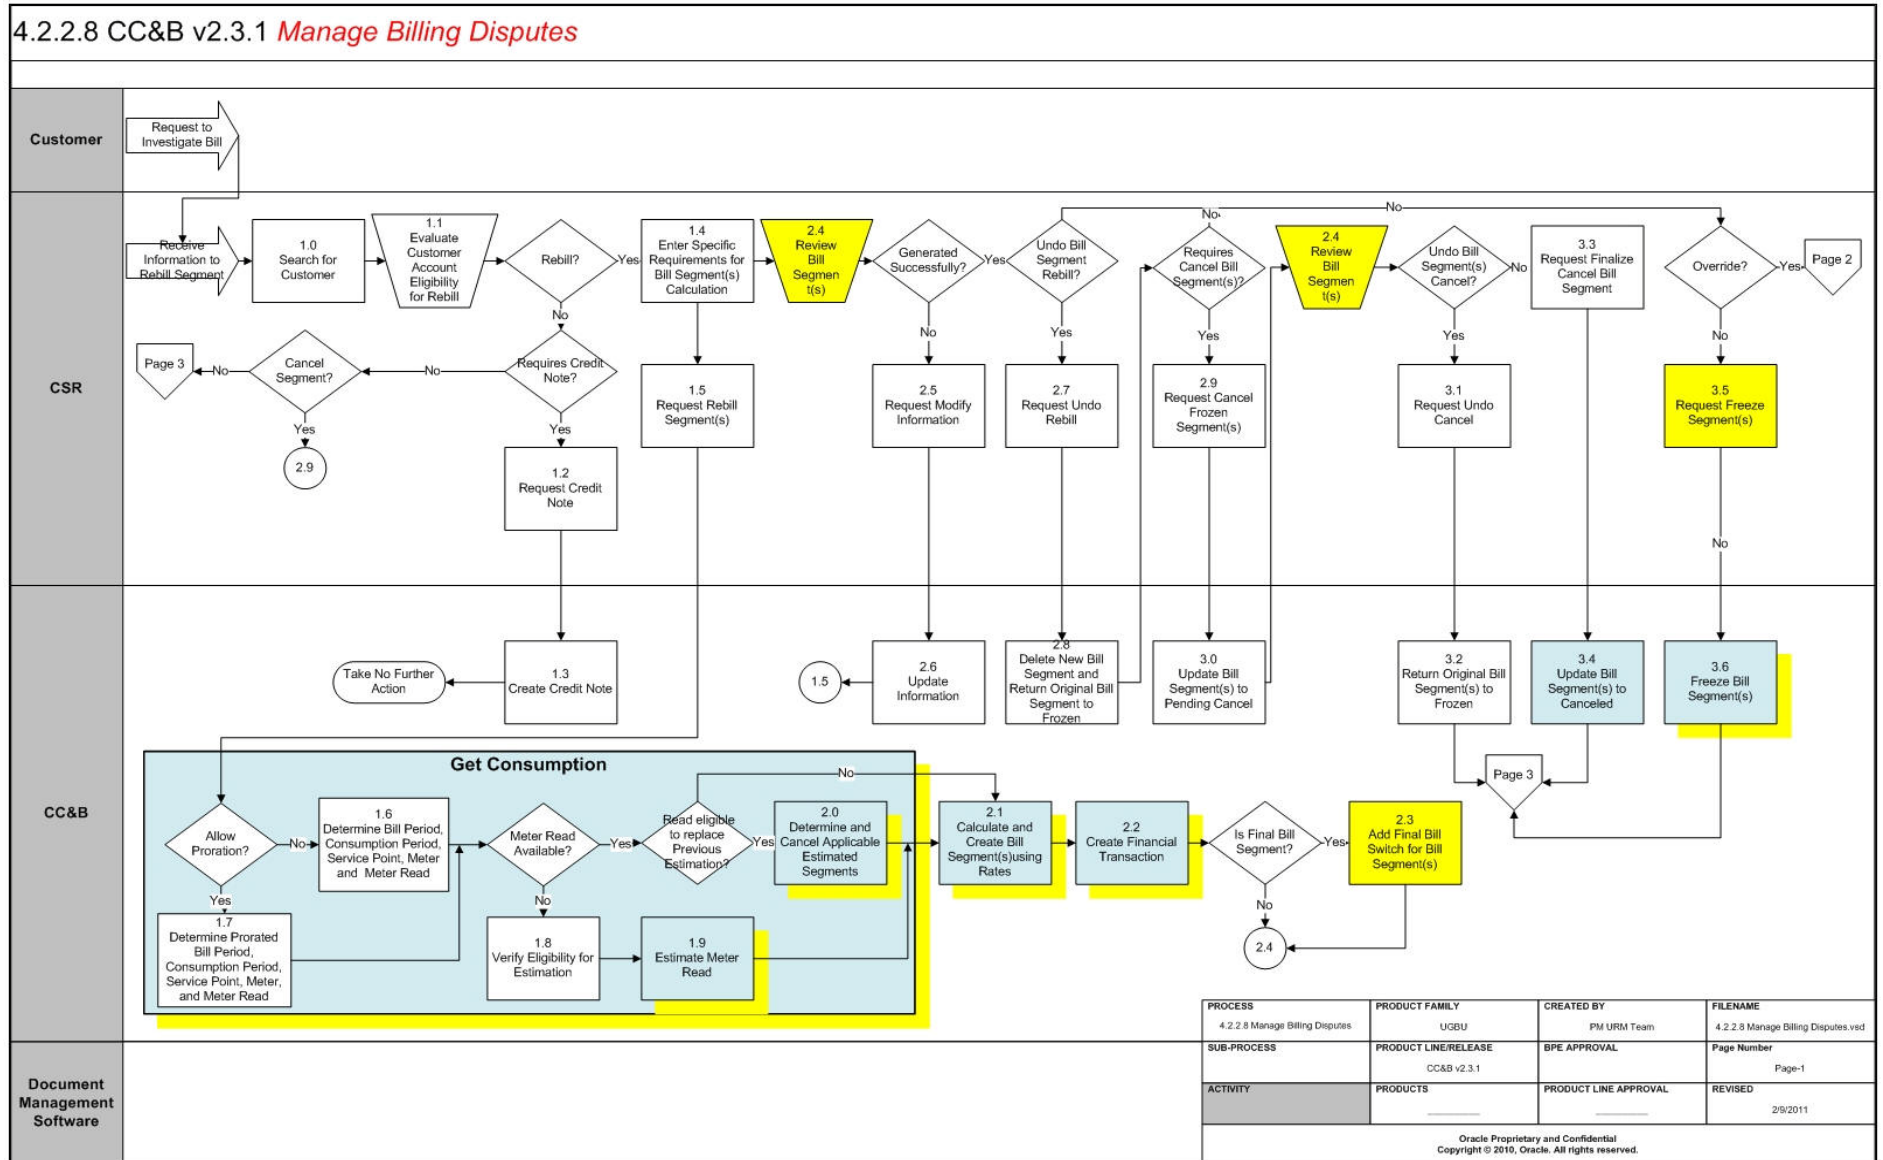 4.2.2.8 CC&B v2.3.1 Manage Billing Disputes
Customer
Request to
Investigate Bill
CSR
Receive
Information to
Rebill Segment
1.0
Search for
Customer
1.1
Evaluate
Customer
Account
Eligibility
for Rebill
Rebill?
Yes
No
1.4
Enter Specific
Requirements for
Bill Segment(s)
Calculation
2.4
Review
Bill
Segmen
t(s)
Generated
Successfully?
Yes
No
Undo Bill
Segment
Rebill?
No
Yes
Requires
Cancel Bill
Segment(s)?
No
Yes
2.4
Review
Bill
Segmen
t(s)
Undo Bill
Segment(s)
Cancel?
No
Yes
3.3
Request Finalize
Cancel Bill
Segment
Override?
Yes
Page 2
No
Page 3
No
Cancel
Segment?
No
Requires Credit
Note?
Yes
2.9
Yes
1.2
Request Credit
Note
1.5
Request Rebill
Segment(s)
2.5
Request Modify
Information
2.7
Request Undo
Rebill
2.9
Request Cancel
Frozen
Segment(s)
3.1
Request Undo
Cancel
3.5
Request Freeze
Segment(s)
No
CC&B
Take No Further
Action
1.3
Create Credit Note
1.5
2.6
Update
Information
2.8
Delete New Bill
Segment and
Return Original Bill
Segment to
Frozen
3.0
Update Bill
Segment(s) to
Pending Cancel
3.2
Return Original Bill
Segment(s) to
Frozen
3.4
Update Bill
Segment(s) to
Canceled
3.6
Freeze Bill
Segment(s)
Page 3
Get Consumption
Allow
Proration?
No
Yes
1.6
Determine Bill Period,
Consumption Period,
Service Point, Meter
and Meter Read
1.7
Determine Prorated
Bill Period,
Consumption Period,
Service Point, Meter,
and Meter Read
Meter Read
Available?
Yes
No
1.8
Verify Eligibility for
Estimation
1.9
Estimate Meter
Read
Read eligible
to replace
Previous
Estimation?
No
Yes
2.0
Determine and
Cancel Applicable
Estimated
Segments
2.1
Calculate and
Create Bill
Segment(s)using
Rates
2.2
Create Financial
Transaction
Is Final Bill
Segment?
Yes
No
2.3
Add Final Bill
Switch for Bill
Segment(s)
2.4
Document
Management
Software
PROCESS
4.2.2.8 Manage Billing Disputes
PRODUCT FAMILY
UGBU
CREATED BY
PM URM Team
FILENAME
4.2.2.8 Manage Billing Disputes.vsd
SUB-PROCESS
PRODUCT LINE/RELEASE
CC&B v2.3.1
BPE APPROVAL
Page Number
Page-1
ACTIVITY
PRODUCTS
PRODUCT LINE APPROVAL
REVISED
2/9/2011
Oracle Proprietary and Confidential
Copyright © 2010, Oracle. All rights reserved.